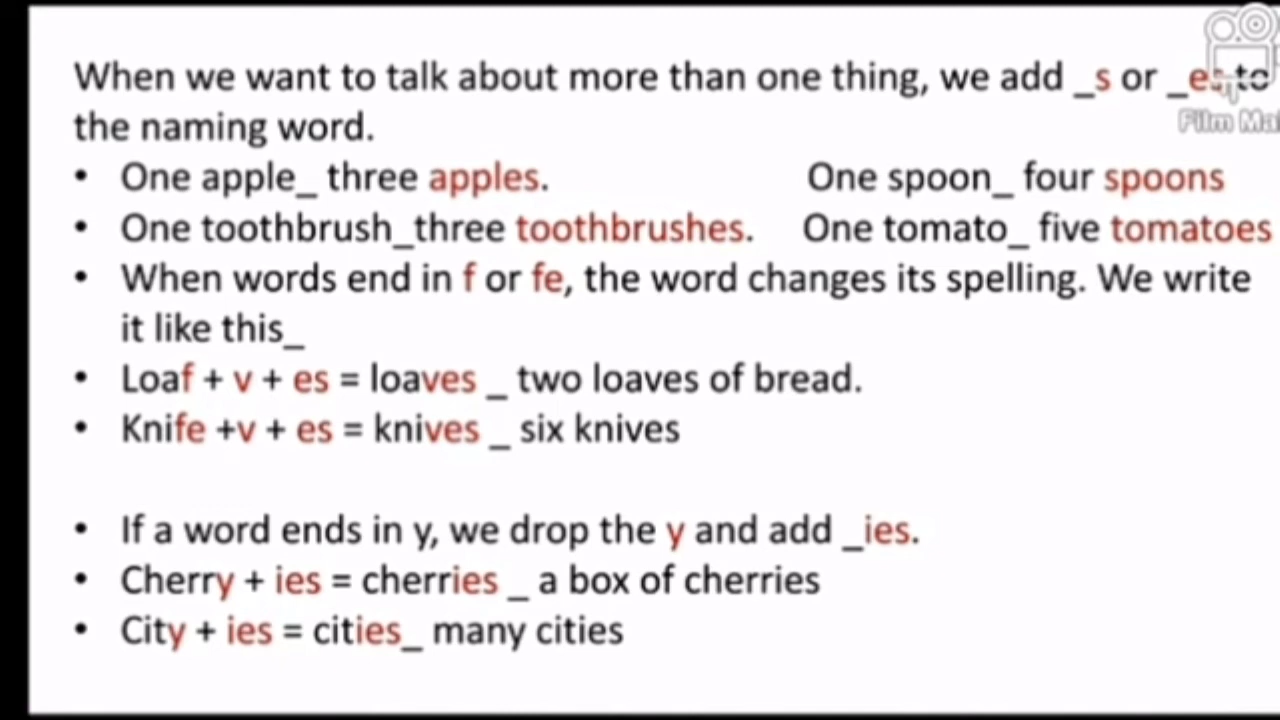 When we want to talk about more than one thing, we add _s or _es to
the naming word.
• One apple_ three apples. One spoon_ four spoons
• One toothbrush_three toothbrushes. One tomato_ five tomatoes
• When words end in f or fe, the word changes its spelling. We write
it like this_
• Loaf + v + es = loaves _ two loaves of bread.
• Knife +v + es = knives _ six knives
• If a word ends in y, we drop the y and add _ies.
• Cherry + ies = cherries _ a box of cherries
• City + ies = cities_ many cities
Film